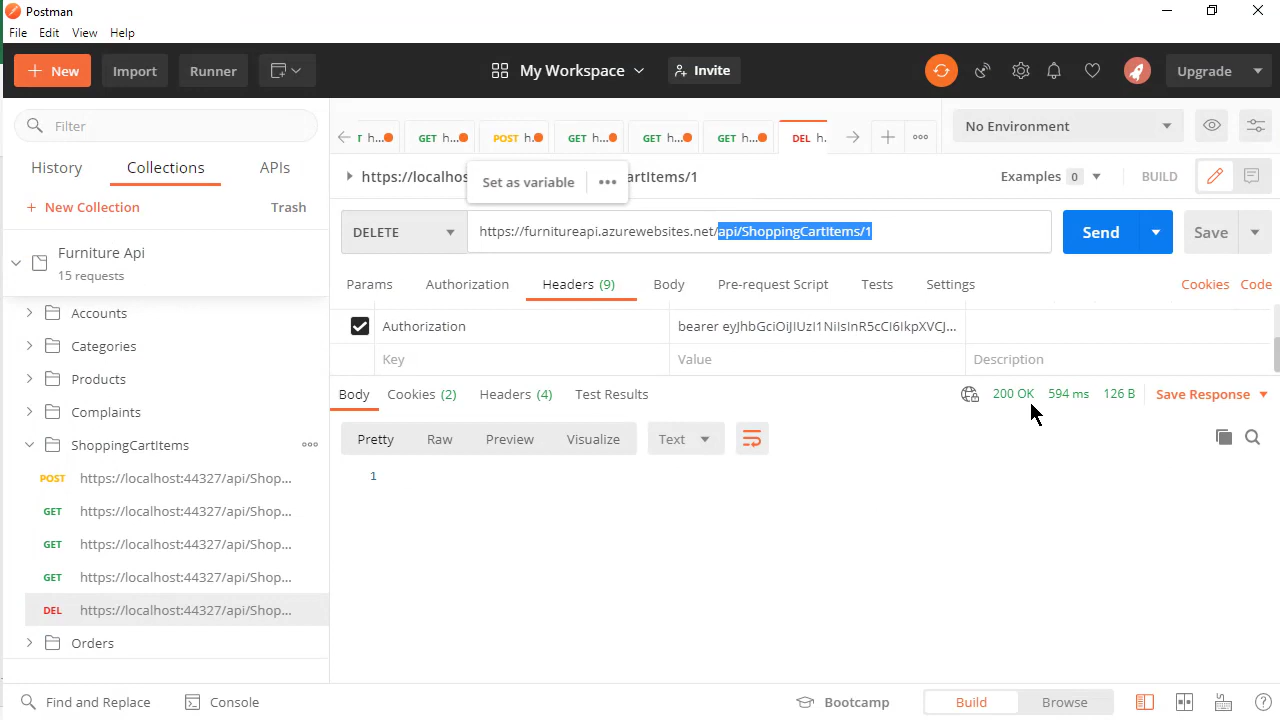 Postman
File Edit View Help
+ New Import Runner My Workspace Invite Upgrade
Filter
History Collections APIs
+ New Collection Trash
Furniture Api
15 requests
Accounts
Categories
Products
Complaints
ShoppingCartItems
POST https://localhost:44327/api/Shop...
GET https://localhost:44327/api/Shop...
GET https://localhost:44327/api/Shop...
GET https://localhost:44327/api/Shop...
DEL https://localhost:44327/api/Shop...
Orders
T h... GET h... POST h... GET h... GET h... GET h... DEL h. No Environment
https://localhos artItems/1 Examples 0 BUILD
Set as variable
DELETE https://furnitureapi.azurewebsites.net/api/ShoppingCartItems/1 Send Save
Params Authorization Headers (9) Body Pre-request Script Tests Settings Cookies Code
Authorization bearer eyJhbGciOiJIUzI1NiIsInR5cCI6IkpXVCJ...
Key Value Description
Body Cookies (2) Headers (4) Test Results 200 OK 594 ms 126 B Save Response
Pretty Raw Preview Visualize Text
1
Find and Replace Console Bootcamp Build Browse